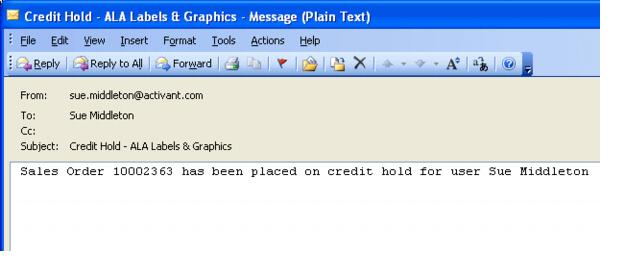 Credit Hold - ALA Labels & Graphics - Message (Plain Text)
File Edit View Insert Format Tools Actions Help
Reply Reply to All Forward
From: sue.middleton@activant.com
To: Sue Middleton
Cc:
Subject: Credit Hold - ALA Labels & Graphics
Sales Order 10002363 has been placed on credit hold for user Sue Middleton